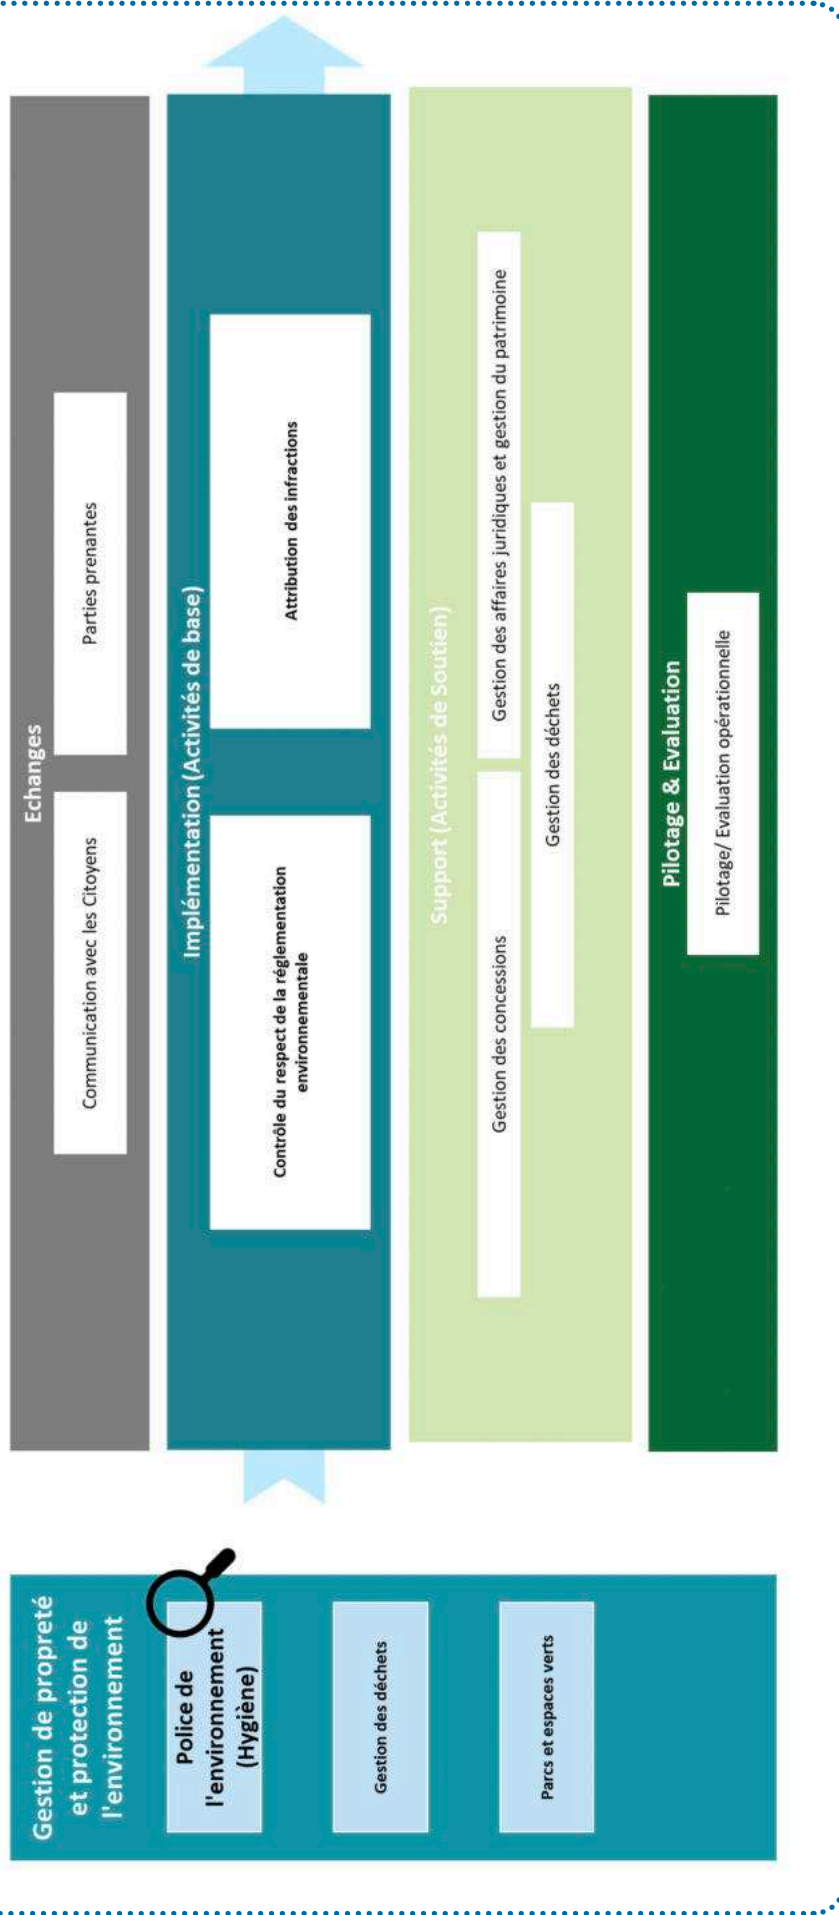 Gestion de propreté
et protection de
l'environnement
Police de
l'environnement
(Hygiène)
Gestion des déchets
Parcs et espaces verts
Echanges
Communication avec les Citoyens
Parties prenantes
Implémentation (Activités de base)
Contrôle du respect de la réglementation
environnementale
Attribution des infractions
Support (Activités de Soutien)
Gestion des concessions
Gestion des affaires juridiques et gestion du patrimoine
Gestion des déchets
Pilotage & Evaluation
Pilotage/ Evaluation opérationnelle